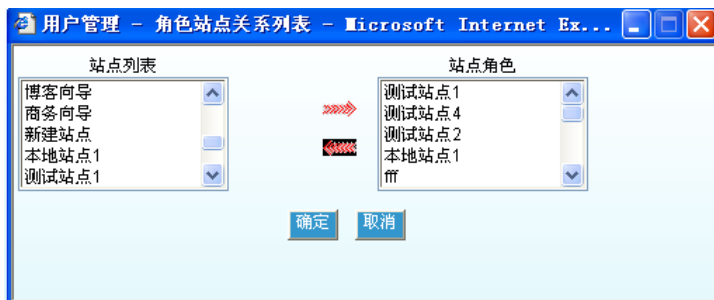 用户管理 - 角色站点关系列表 - Microsoft Internet Ex...
站点列表
站点角色
博客向导
商务向导
新建站点
本地站点1
测试站点1
测试站点1
测试站点4
测试站点2
本地站点1
fff
确定
取消